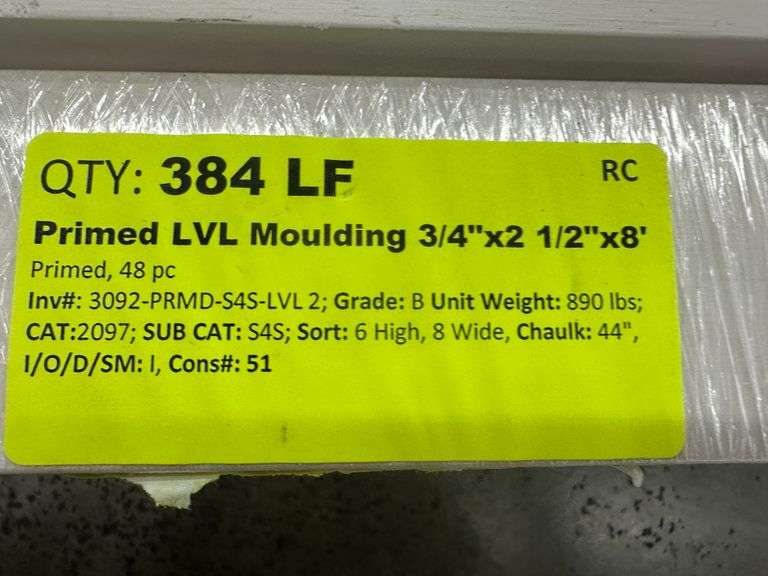 QTY: 384 LF RC
Primed LVL Moulding 3/4"x2 1/2"x8'
Primed, 48 pc
Inv#: 3092-PRMD-S4S-LVL 2; Grade: B Unit Weight: 890 lbs;
CAT:2097; SUB CAT: S4S; Sort: 6 High, 8 Wide, Chaulk: 44",
I/O/D/SM: I, Cons#: 51